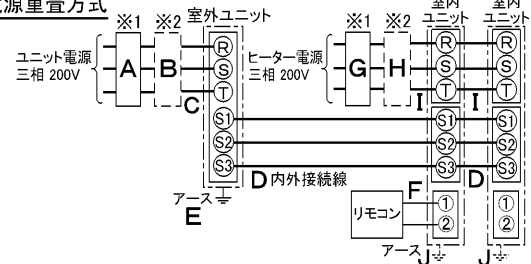 源重畳方式
※1 ※2 室外ユニット
ユニット電源
三相 200V
A B C
R
S
T
S1
S2
S3
D 内外接続線
アース
E
※1 ※2
ヒーター電源
三相 200V
G H I I
室内
ユニット
室内
ユニット
R
S
T
S1
S2
S3
R
S
T
S1
S2
S3
D
F
リモコン
①
②
①
②
アース J J